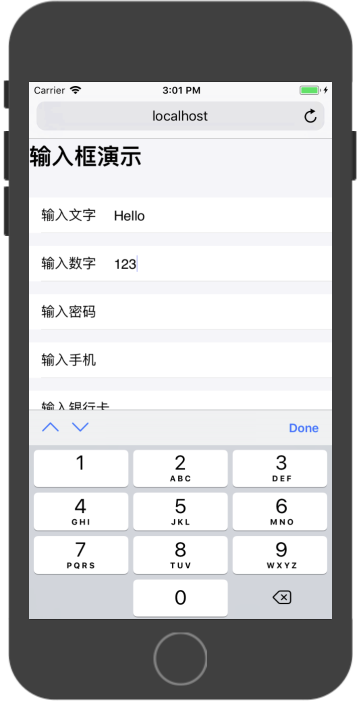 Carrier 3:01 PM
localhost
输入框演示
输入文字 Hello
输入数字 123
输入密码
输入手机
输入银行卡
Done
1 2 3
ABC DEF
4 5 6
GHI JKL MNO
7 8 9
PQRS TUV WXYZ
0